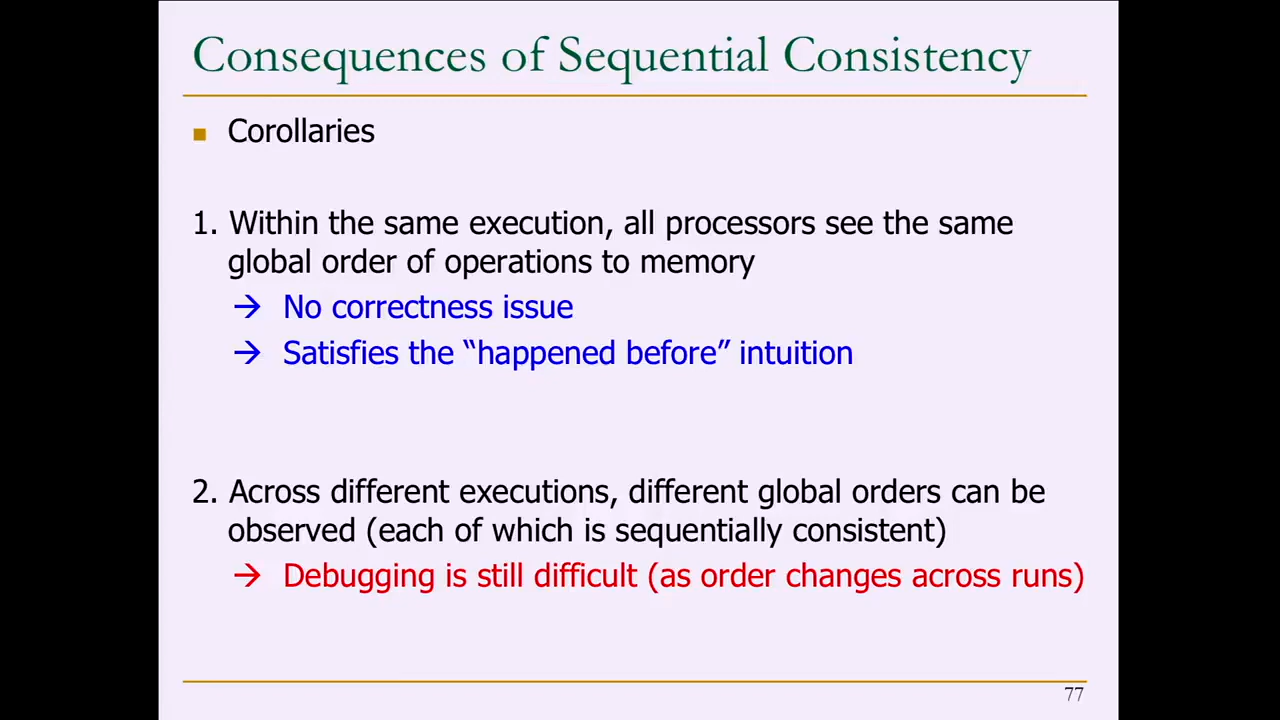 Consequences of Sequential Consistency
■ Corollaries
1. Within the same execution, all processors see the same
global order of operations to memory
→ No correctness issue
→ Satisfies the “happened before” intuition
2. Across different executions, different global orders can be
observed (each of which is sequentially consistent)
→ Debugging is still difficult (as order changes across runs)
77